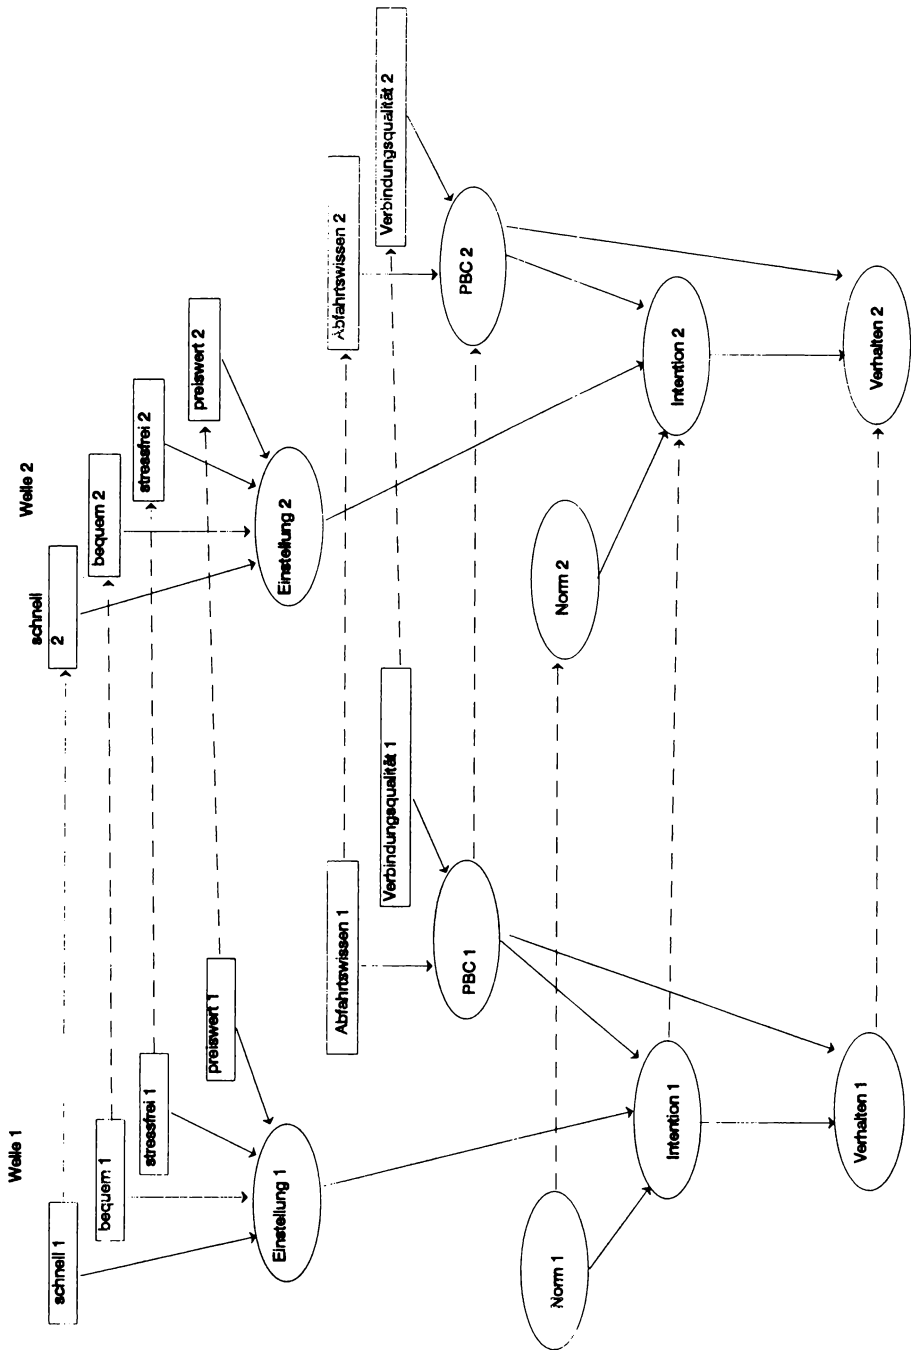 Welle 1
Welle 2
schnell 1
schnell
2
bequem 1
bequem 2
stressfrei 1
stressfrei 2
preiswert 1
preiswert 2
Einstellung 1
Einstellung 2
Abfahrtswissen 1
Abfahrtswissen 2
Verbindungsqualität 1
Verbindungsqualität 2
PBC 1
PBC 2
Norm 1
Norm 2
Intention 1
Intention 2
Verhalten 1
Verhalten 2